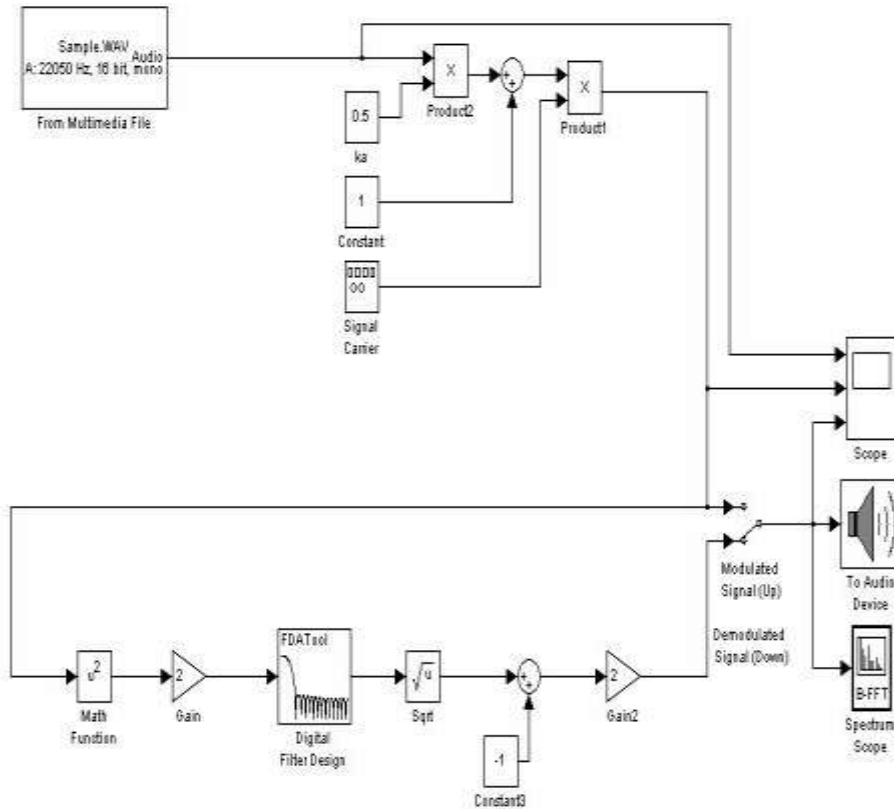 Sample.WAV
Audio
A: 22050 Hz, 16 bit, mono
From Multimedia File
X
Product2
+
+
X
Product1
0.5
ka
1
Constant
Signal
Carrier
Scope
To Audio
Device
Modulated
Signal (Up)
Demodulated
Signal (Down)
B-FFT
Spectrum
Scope
u²
Math
Function
2
Gain
FDATool
Digital
Filter Design
√u
Sqrt
+
+
2
Gain2
-1
Constant3